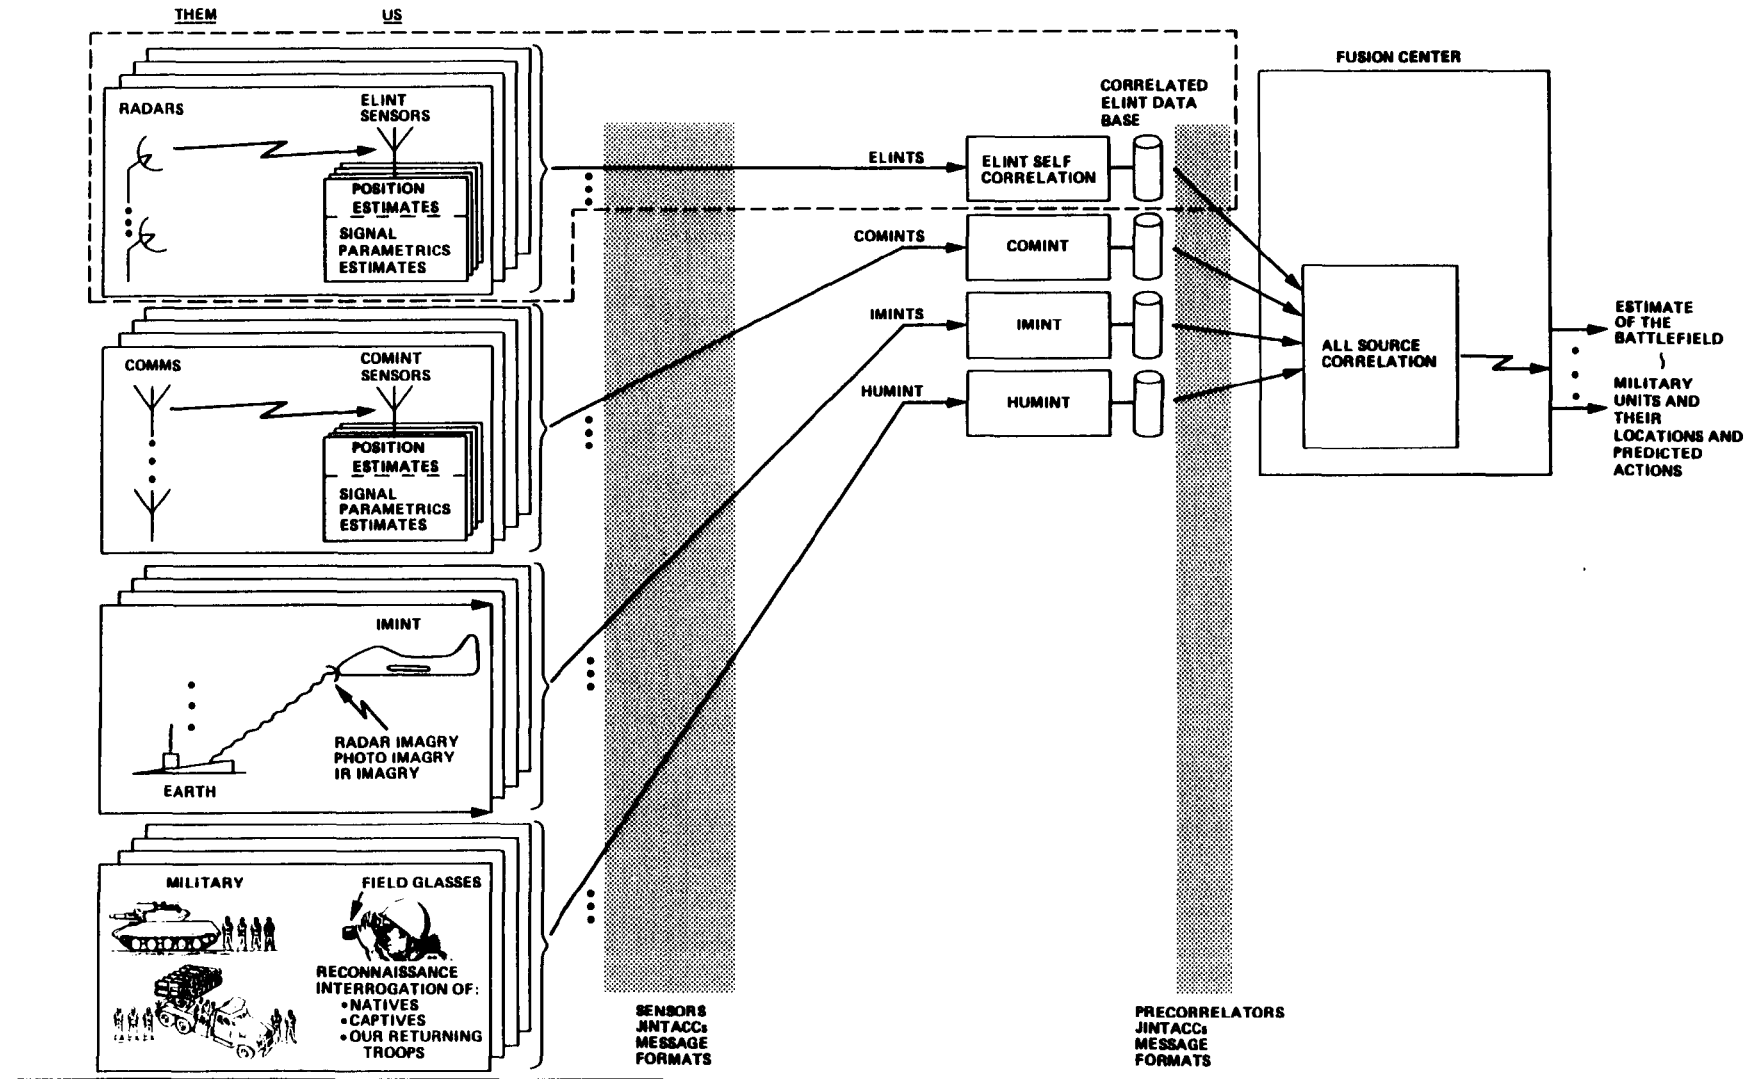 THEM
US
RADARS
ELINT
SENSORS
POSITION
ESTIMATES
SIGNAL
PARAMETRICS
ESTIMATES
COMMS
COMINT
SENSORS
POSITION
ESTIMATES
SIGNAL
PARAMETRICS
ESTIMATES
IMINT
RADAR IMAGRY
PHOTO IMAGRY
IR IMAGRY
EARTH
MILITARY
FIELD GLASSES
RECONNAISSANCE
INTERROGATION OF:
• NATIVES
• CAPTIVES
• OUR RETURNING
TROOPS
SENSORS
JINTACCs
MESSAGE
FORMATS
ELINTS
COMINTS
IMINTS
HUMINT
ELINT SELF
CORRELATION
COMINT
IMINT
HUMINT
CORRELATED
ELINT DATA
BASE
PRECORRELATORS
JINTACCs
MESSAGE
FORMATS
FUSION CENTER
ALL SOURCE
CORRELATION
ESTIMATE
OF THE
BATTLEFIELD
MILITARY
UNITS AND
THEIR
LOCATIONS AND
PREDICTED
ACTIONS